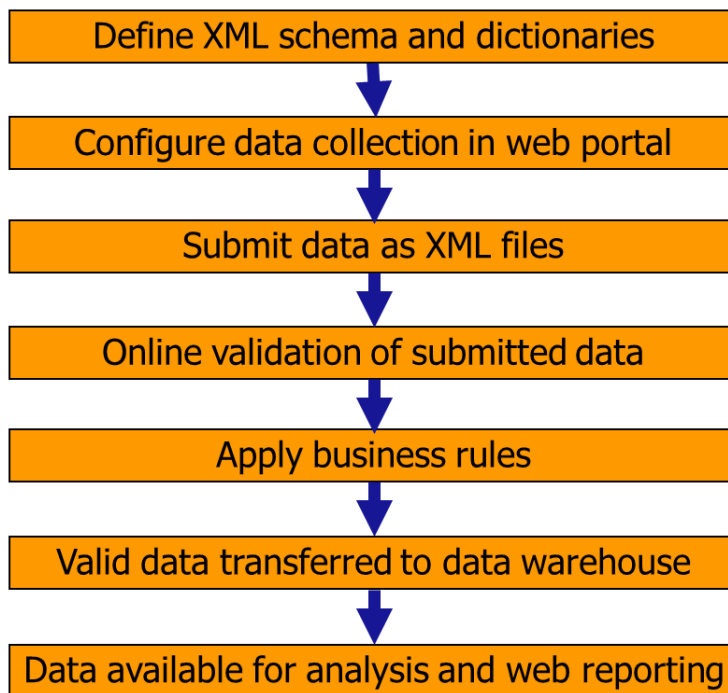 Define XML schema and dictionaries
Configure data collection in web portal
Submit data as XML files
Online validation of submitted data
Apply business rules
Valid data transferred to data warehouse
Data available for analysis and web reporting